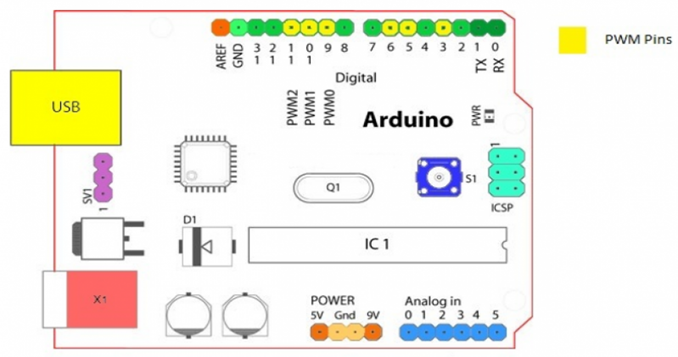 PWM Pins
AREF
GND
13
12
11
10
9
8
7
6
5
4
3
2
1
0
TX
RX
Digital
USB
PWM2
PWM1
PWM0
Arduino
PWR
SV1
1
Q1
S1
1
ICSP
D1
IC 1
X1
POWER
5V Gnd 9V
Analog in
0 1 2 3 4 5